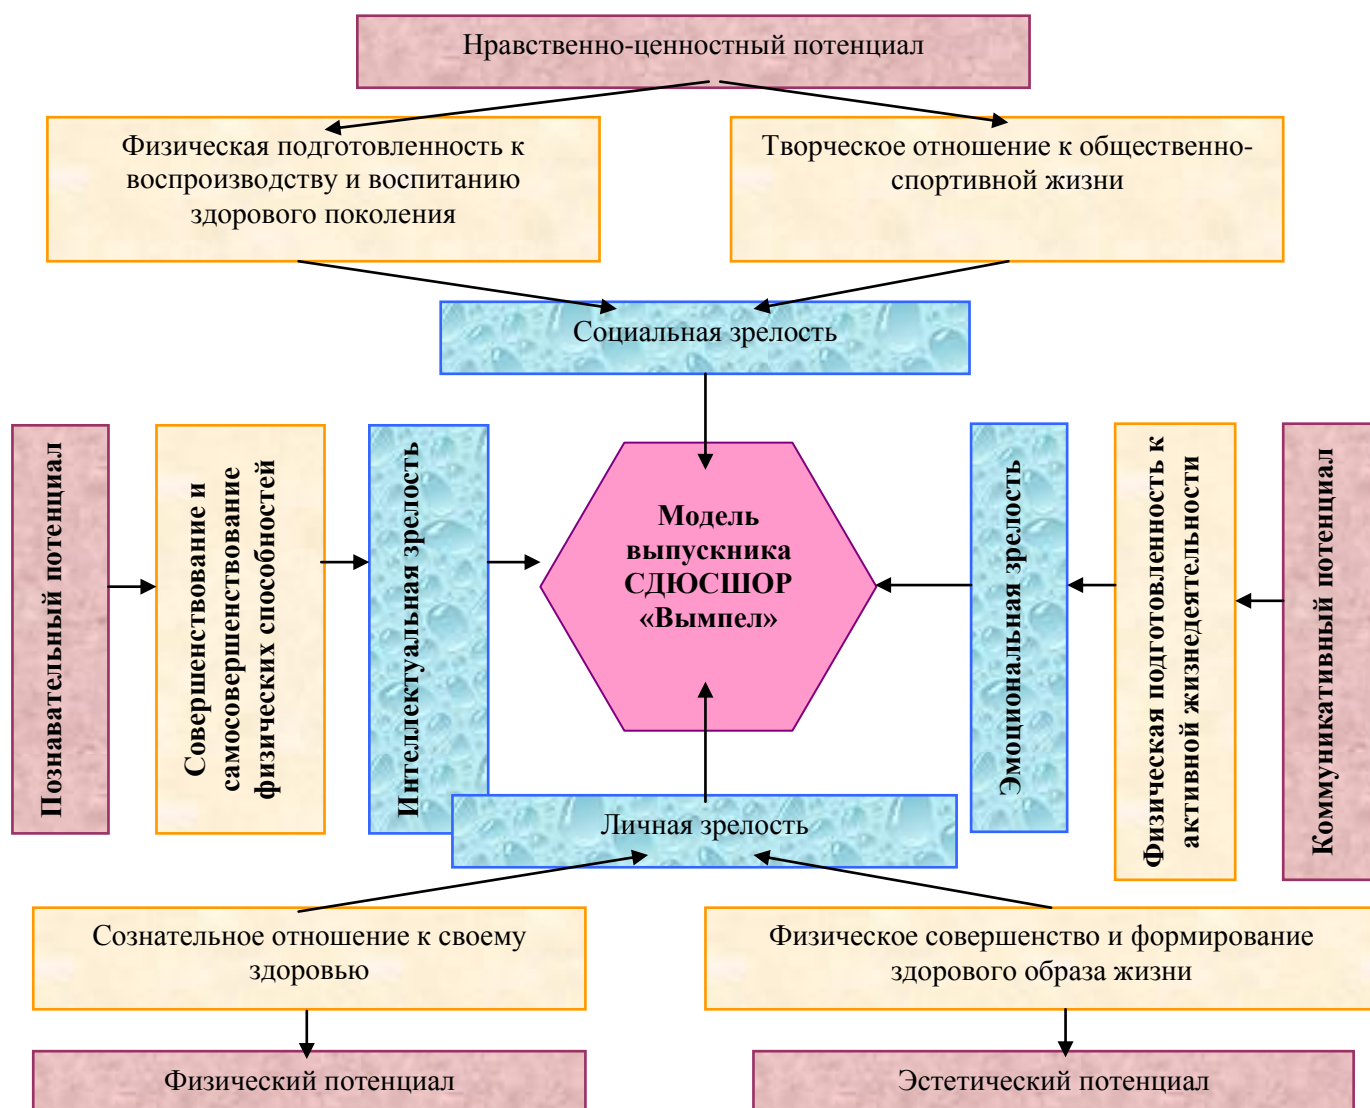 Нравственно-ценностный потенциал
Физическая подготовленность к
воспроизводству и воспитанию
здорового поколения
Творческое отношение к общественно-
спортивной жизни
Социальная зрелость
Познавательный потенциал
Совершенствование и
самосовершенствование
физических способностей
Интеллектуальная зрелость
Модель
выпускника
СДЮСШОР
«Вымпел»
Эмоциональная зрелость
Физическая подготовленность к
активной жизнедеятельности
Коммуникативный потенциал
Личная зрелость
Сознательное отношение к своему
здоровью
Физическое совершенство и формирование
здорового образа жизни
Физический потенциал
Эстетический потенциал